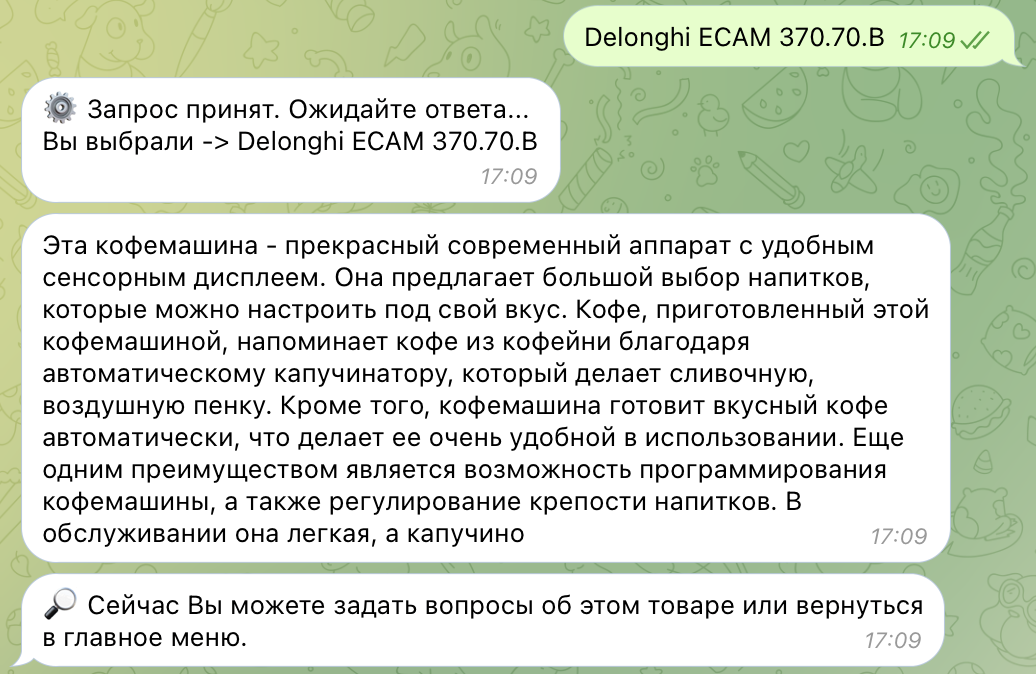 Delonghi ECAM 370.70.B 17:09
Запрос принят. Ожидайте ответа...
Вы выбрали -> Delonghi ECAM 370.70.B
17:09
Эта кофемашина - прекрасный современный аппарат с удобным
сенсорным дисплеем. Она предлагает большой выбор напитков,
которые можно настроить под свой вкус. Кофе, приготовленный этой
кофемашиной, напоминает кофе из кофейни благодаря
автоматическому капучинатору, который делает сливочную,
воздушную пенку. Кроме того, кофемашина готовит вкусный кофе
автоматически, что делает ее очень удобной в использовании. Еще
одним преимуществом является возможность программирования
кофемашины, а также регулирование крепости напитков. В
обслуживании она легкая, а капучино 17:09
Сейчас Вы можете задать вопросы об этом товаре или вернуться
в главное меню. 17:09